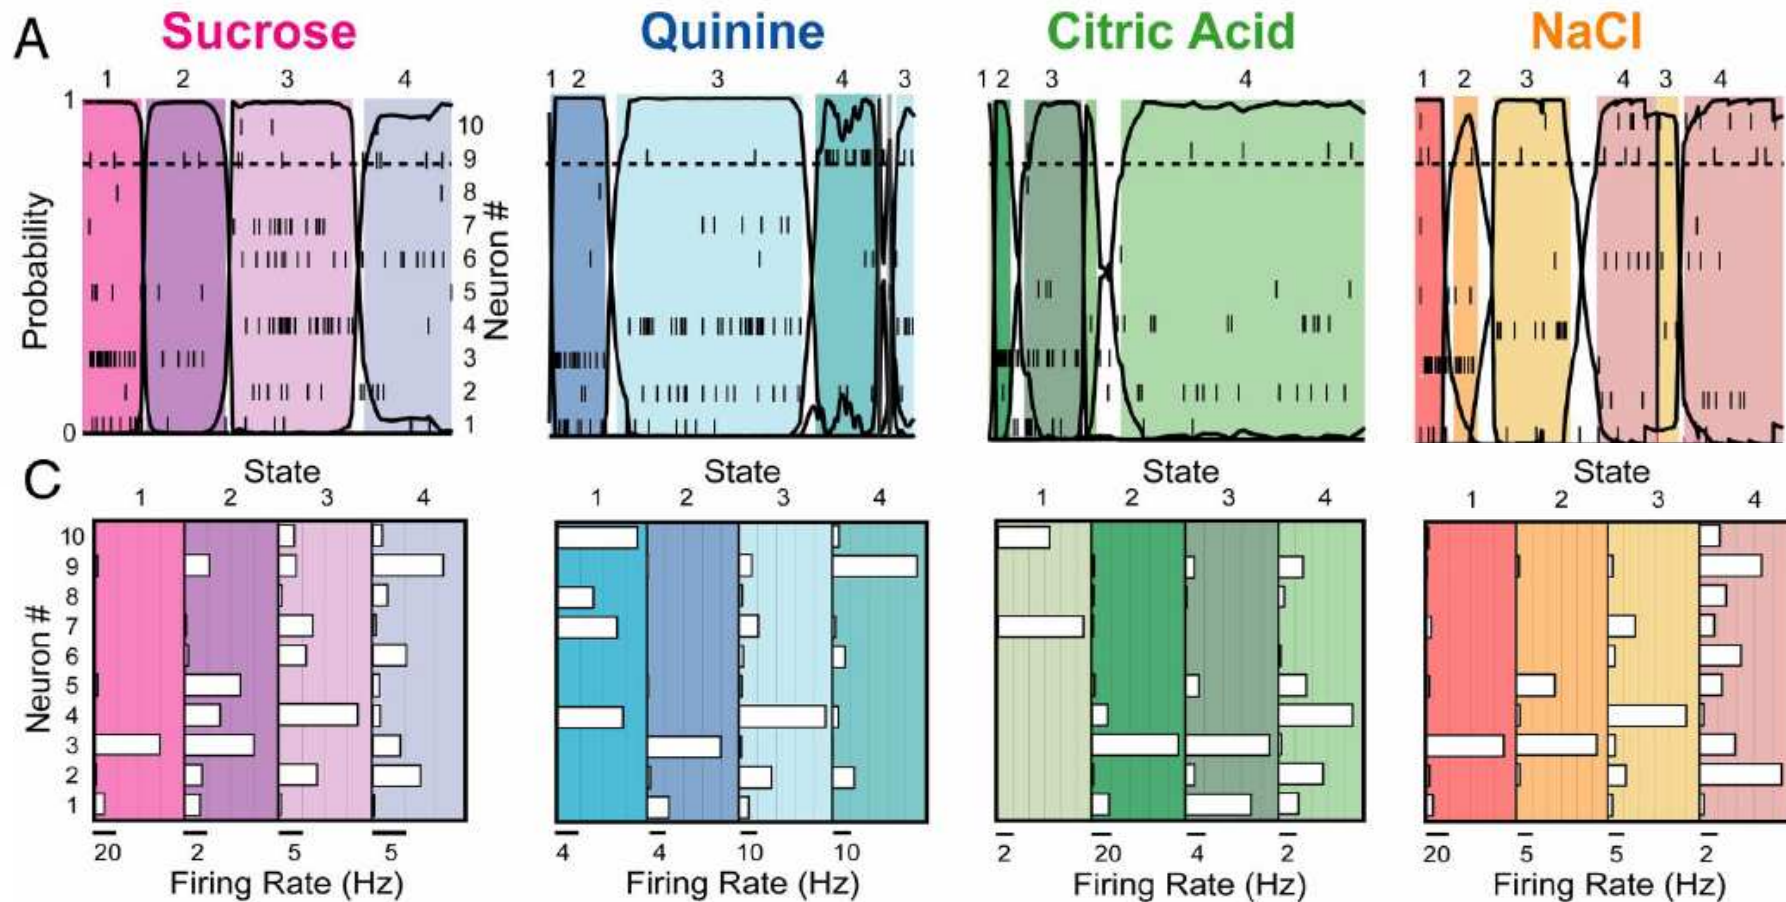 A
Sucrose Quinine Citric Acid NaCl
1 2 3 4 1 2 3 4 3 1 2 3 4 1 2 3 4 3 4
1
10
9
8
7
6
5
4
3
2
1
0
Probability
Neuron #
C
State State State State
1 2 3 4 1 2 3 4 1 2 3 4 1 2 3 4
10
9
8
7
6
5
4
3
2
1
Neuron #
20 2 5 5 4 4 10 10 2 20 4 2 20 5 5 2
Firing Rate (Hz) Firing Rate (Hz) Firing Rate (Hz) Firing Rate (Hz)